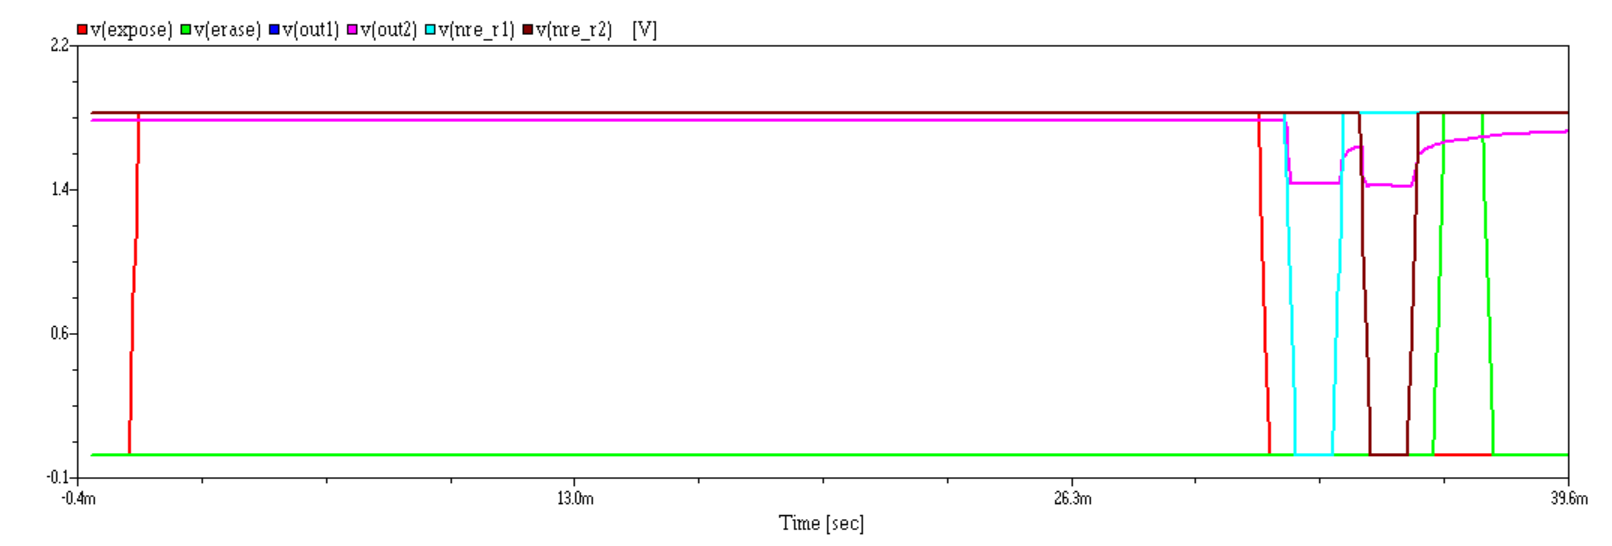 v(expose) v(erase) v(out1) v(out2) v(nre_r1) v(nre_r2) [V]
2.2
1.4
0.6
-0.1
-0.4m 13.0m 26.3m 39.6m
Time [sec]